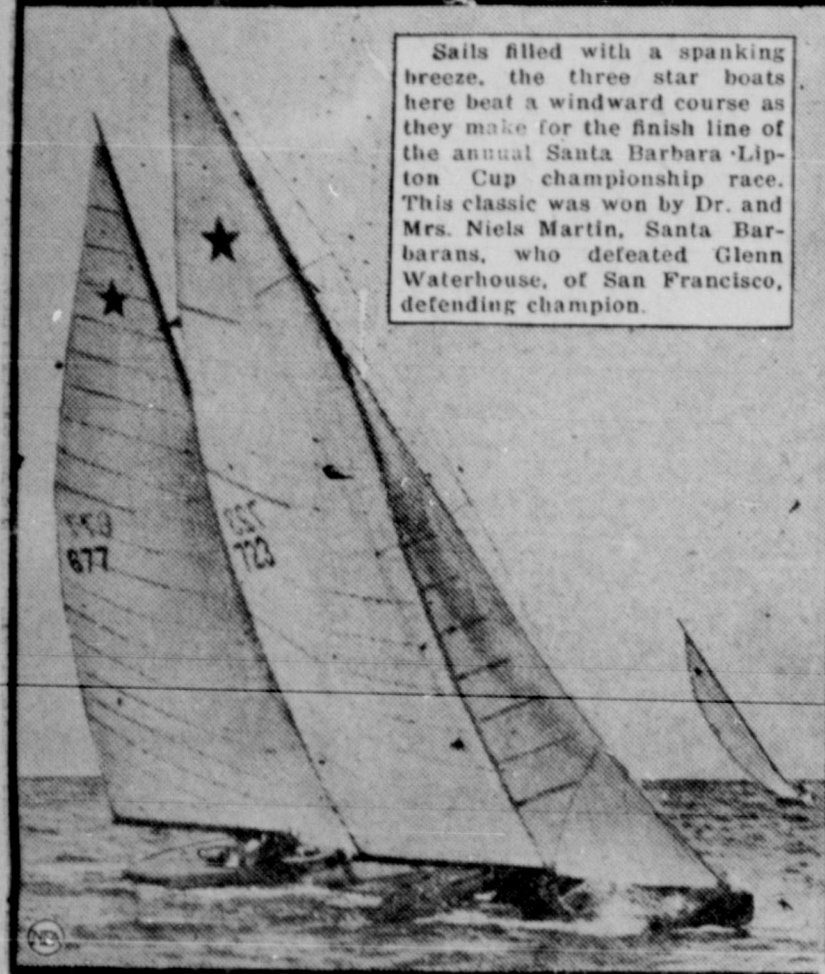 Sails filled with a spanking
breeze, the three star boats
here beat a windward course as
they make for the finish line of
the annual Santa Barbara Lip-
ton Cup championship race.
This classic was won by Dr. and
Mrs. Niels Martin, Santa Bar-
barans, who defeated Glenn
Waterhouse, of San Francisco,
defending champion.
677
723